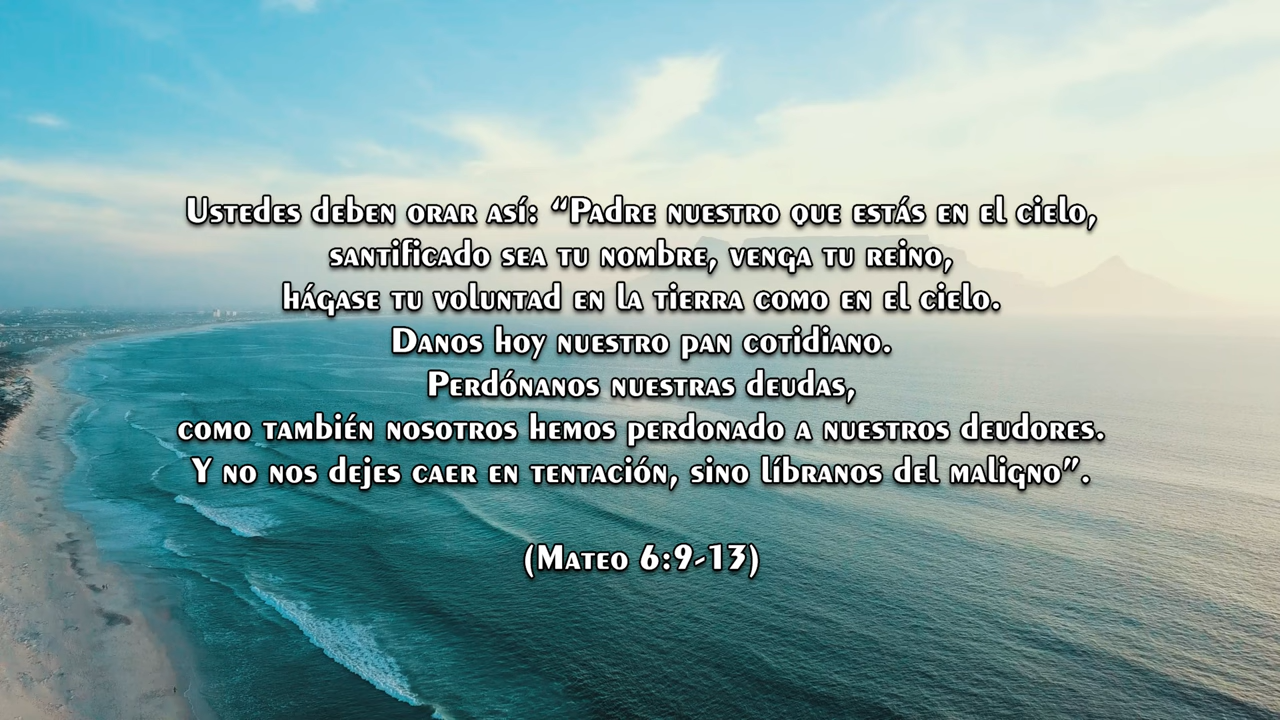 Ustedes deben orar así: “Padre nuestro que estás en el cielo,
santificado sea tu nombre, venga tu reino,
hágase tu voluntad en la tierra como en el cielo.
Danos hoy nuestro pan cotidiano.
Perdónanos nuestras deudas,
como también nosotros hemos perdonado a nuestros deudores.
Y no nos dejes caer en tentación, sino líbranos del maligno”.
(Mateo 6:9-13)